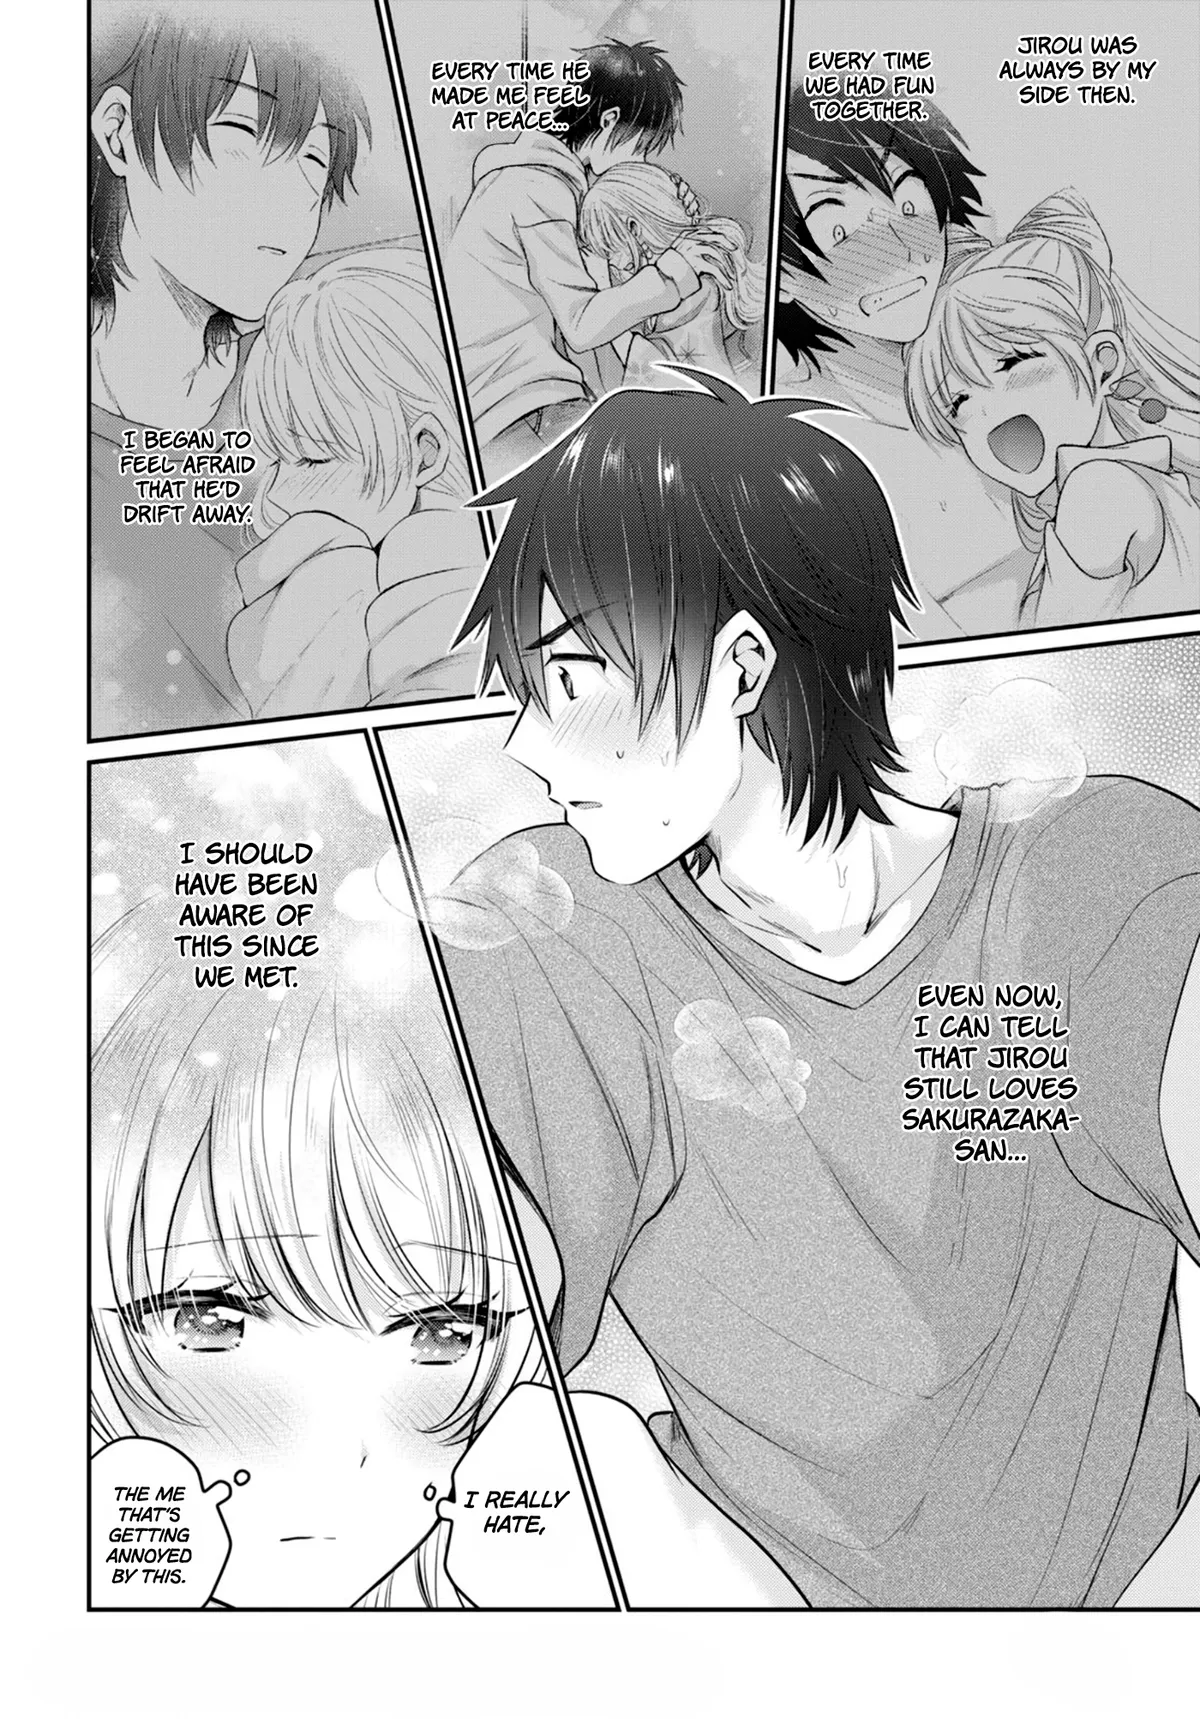 JIROU WAS
ALWAYS BY MY
SIDE THEN.
EVERY TIME
WE HAD FUN
TOGETHER.
EVERY TIME HE
MADE ME FEEL
AT PEACE...
I BEGAN TO
FEEL AFRAID
THAT HE'D
DRIFT AWAY.
EVEN NOW,
I CAN TELL
THAT JIROU
STILL LOVES
SAKURAZAKA-
SAN...
I SHOULD
HAVE BEEN
AWARE OF
THIS SINCE
WE MET.
I REALLY
HATE,
THE ME
THAT'S
GETTING
ANNOYED
BY THIS.